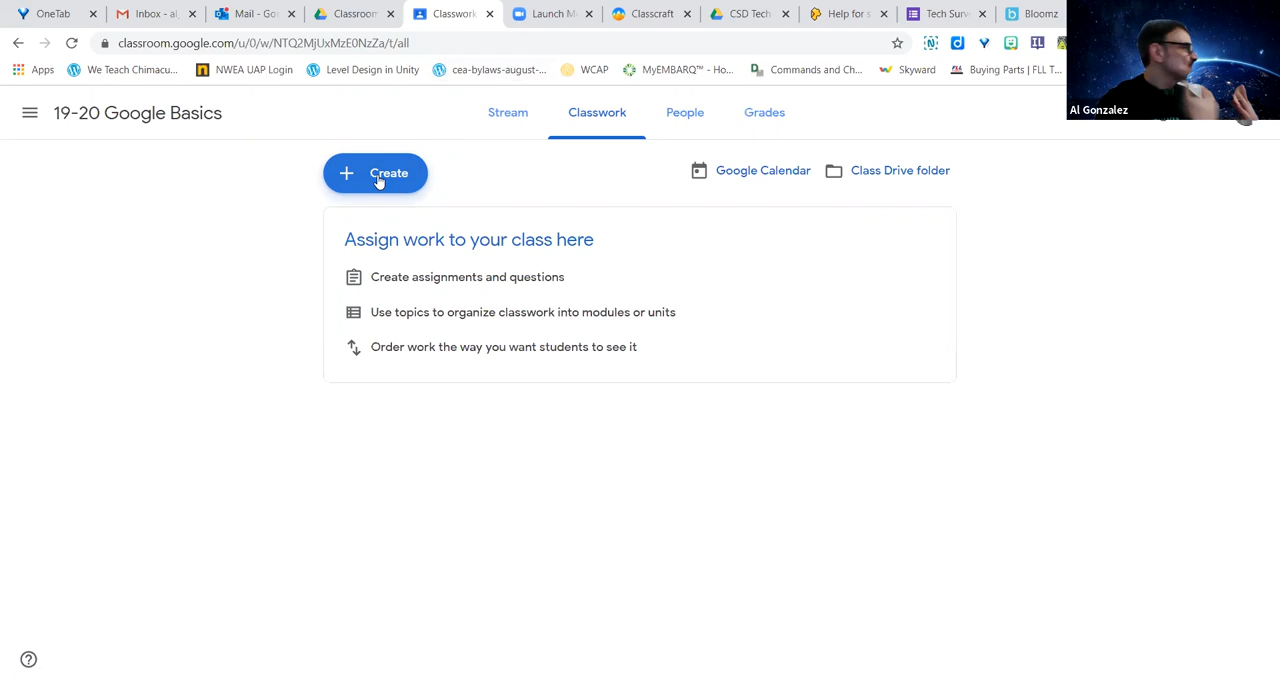 OneTab
Inbox - a
Mail - Go
Classroom
Classwork
Launch M
Classcraft
CSD Tech
Help for s
Tech Surv
Bloomz
classroom.google.com/u/0/w/NTQ2MjUxMzE0NzZa/t/all
Apps
We Teach Chimacu...
NWEA UAP Login
Level Design in Unity
cea-bylaws-august-...
WCAP
MyEMBARQ™ - Ho...
Commands and Ch...
Skyward
Buying Parts | FLL T...
Al Gonzalez
19-20 Google Basics
Stream
Classwork
People
Grades
Create
Google Calendar
Class Drive folder
Assign work to your class here
Create assignments and questions
Use topics to organize classwork into modules or units
Order work the way you want students to see it